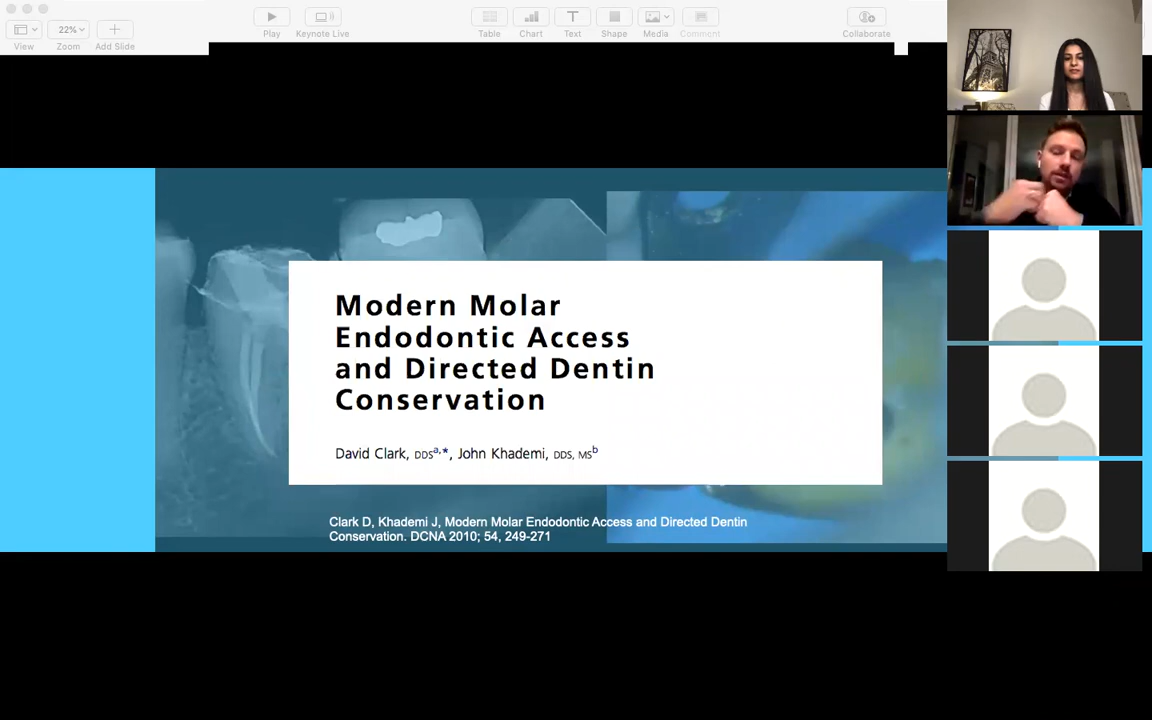 22%
View
Zoom
Add Slide
Play
Keynote Live
Table
Chart
Text
Shape
Media
Comment
Collaborate
Modern Molar
Endodontic Access
and Directed Dentin
Conservation
David Clark, DDSa,*, John Khademi, DDS, MSb
Clark D, Khademi J, Modern Molar Endodontic Access and Directed Dentin
Conservation. DCNA 2010; 54, 249-271